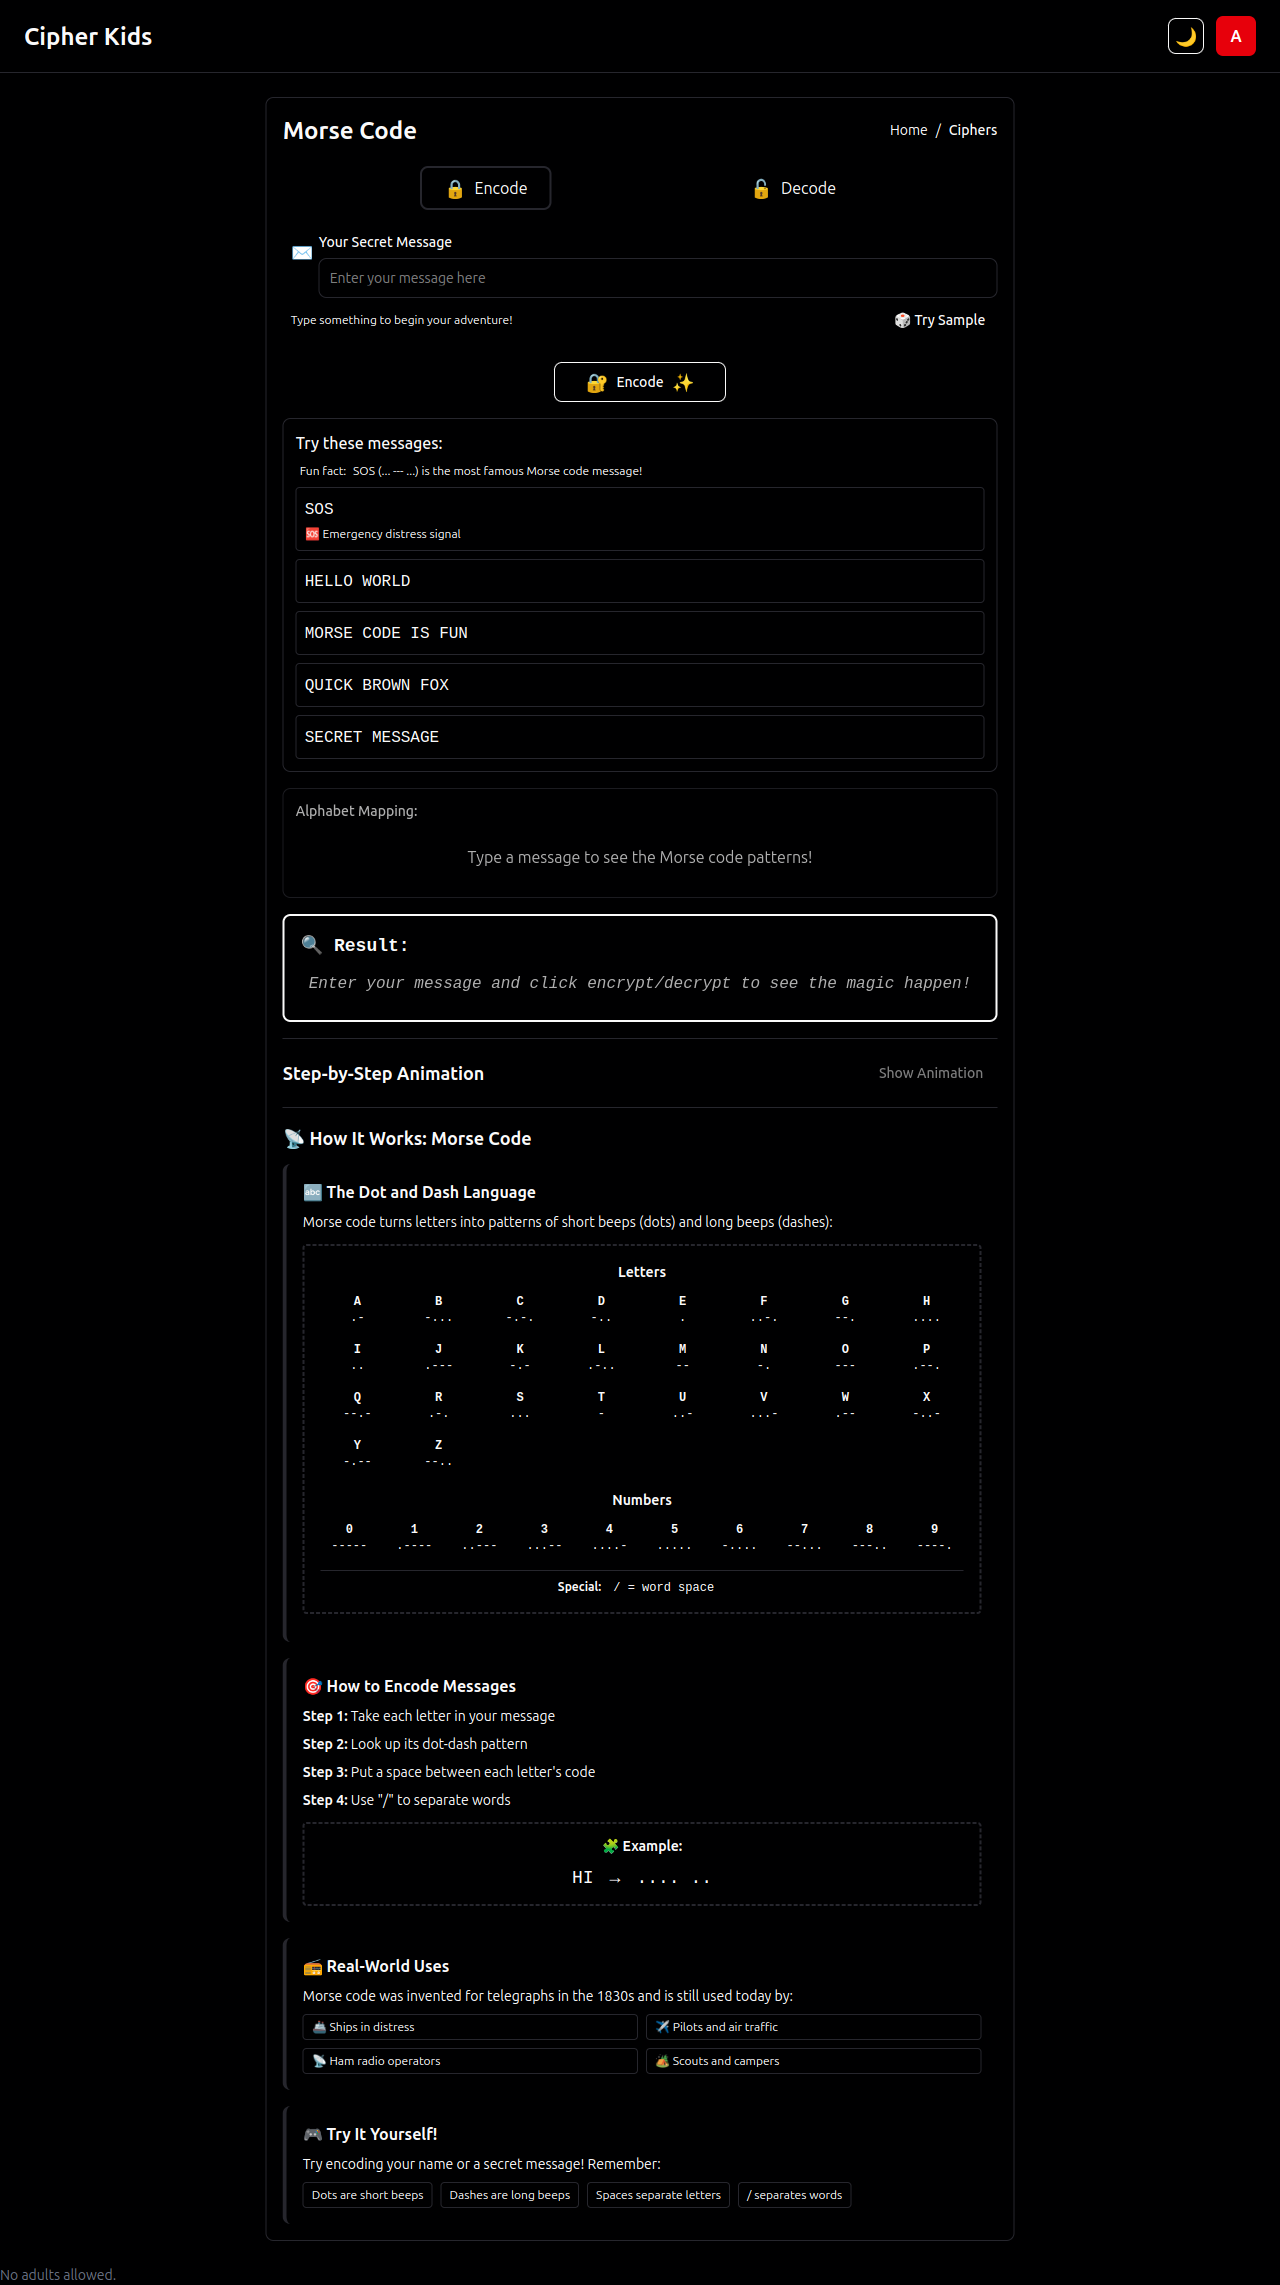 Cipher Kids
🌙 A
Morse Code
Home / Ciphers
🔒 Encode
🔓 Decode
✉️ Your Secret Message
Enter your message here
Type something to begin your adventure!
🎲 Try Sample
🔐 Encode ✨
Try these messages:
Fun fact: SOS (... --- ...) is the most famous Morse code message!
SOS
🆘 Emergency distress signal
HELLO WORLD
MORSE CODE IS FUN
QUICK BROWN FOX
SECRET MESSAGE
Alphabet Mapping:
Type a message to see the Morse code patterns!
🔍 Result:
Enter your message and click encrypt/decrypt to see the magic happen!
Step-by-Step Animation
Show Animation
📡 How It Works: Morse Code
🔤 The Dot and Dash Language
Morse code turns letters into patterns of short beeps (dots) and long beeps (dashes):
Letters
A B C D E F G H
.- -... -.-. -.. . ..-. --. ....
I J K L M N O P
.. .--- -.- .-.. -- -. --- .--.
Q R S T U V W X
--.- .-. ... - ..- ...- .-- -..-
Y Z
-.-- --..
Numbers
0 1 2 3 4 5 6 7 8 9
----- .---- ..--- ...-- ....- ..... -.... --... ---.. ----.
Special: / = word space
🎯 How to Encode Messages
Step 1: Take each letter in your message
Step 2: Look up its dot-dash pattern
Step 3: Put a space between each letter's code
Step 4: Use "/" to separate words
🧩 Example:
HI → .... ..
📻 Real-World Uses
Morse code was invented for telegraphs in the 1830s and is still used today by:
🚢 Ships in distress
✈️ Pilots and air traffic
📡 Ham radio operators
🏕️ Scouts and campers
🎮 Try It Yourself!
Try encoding your name or a secret message! Remember:
Dots are short beeps
Dashes are long beeps
Spaces separate letters
/ separates words
No adults allowed.